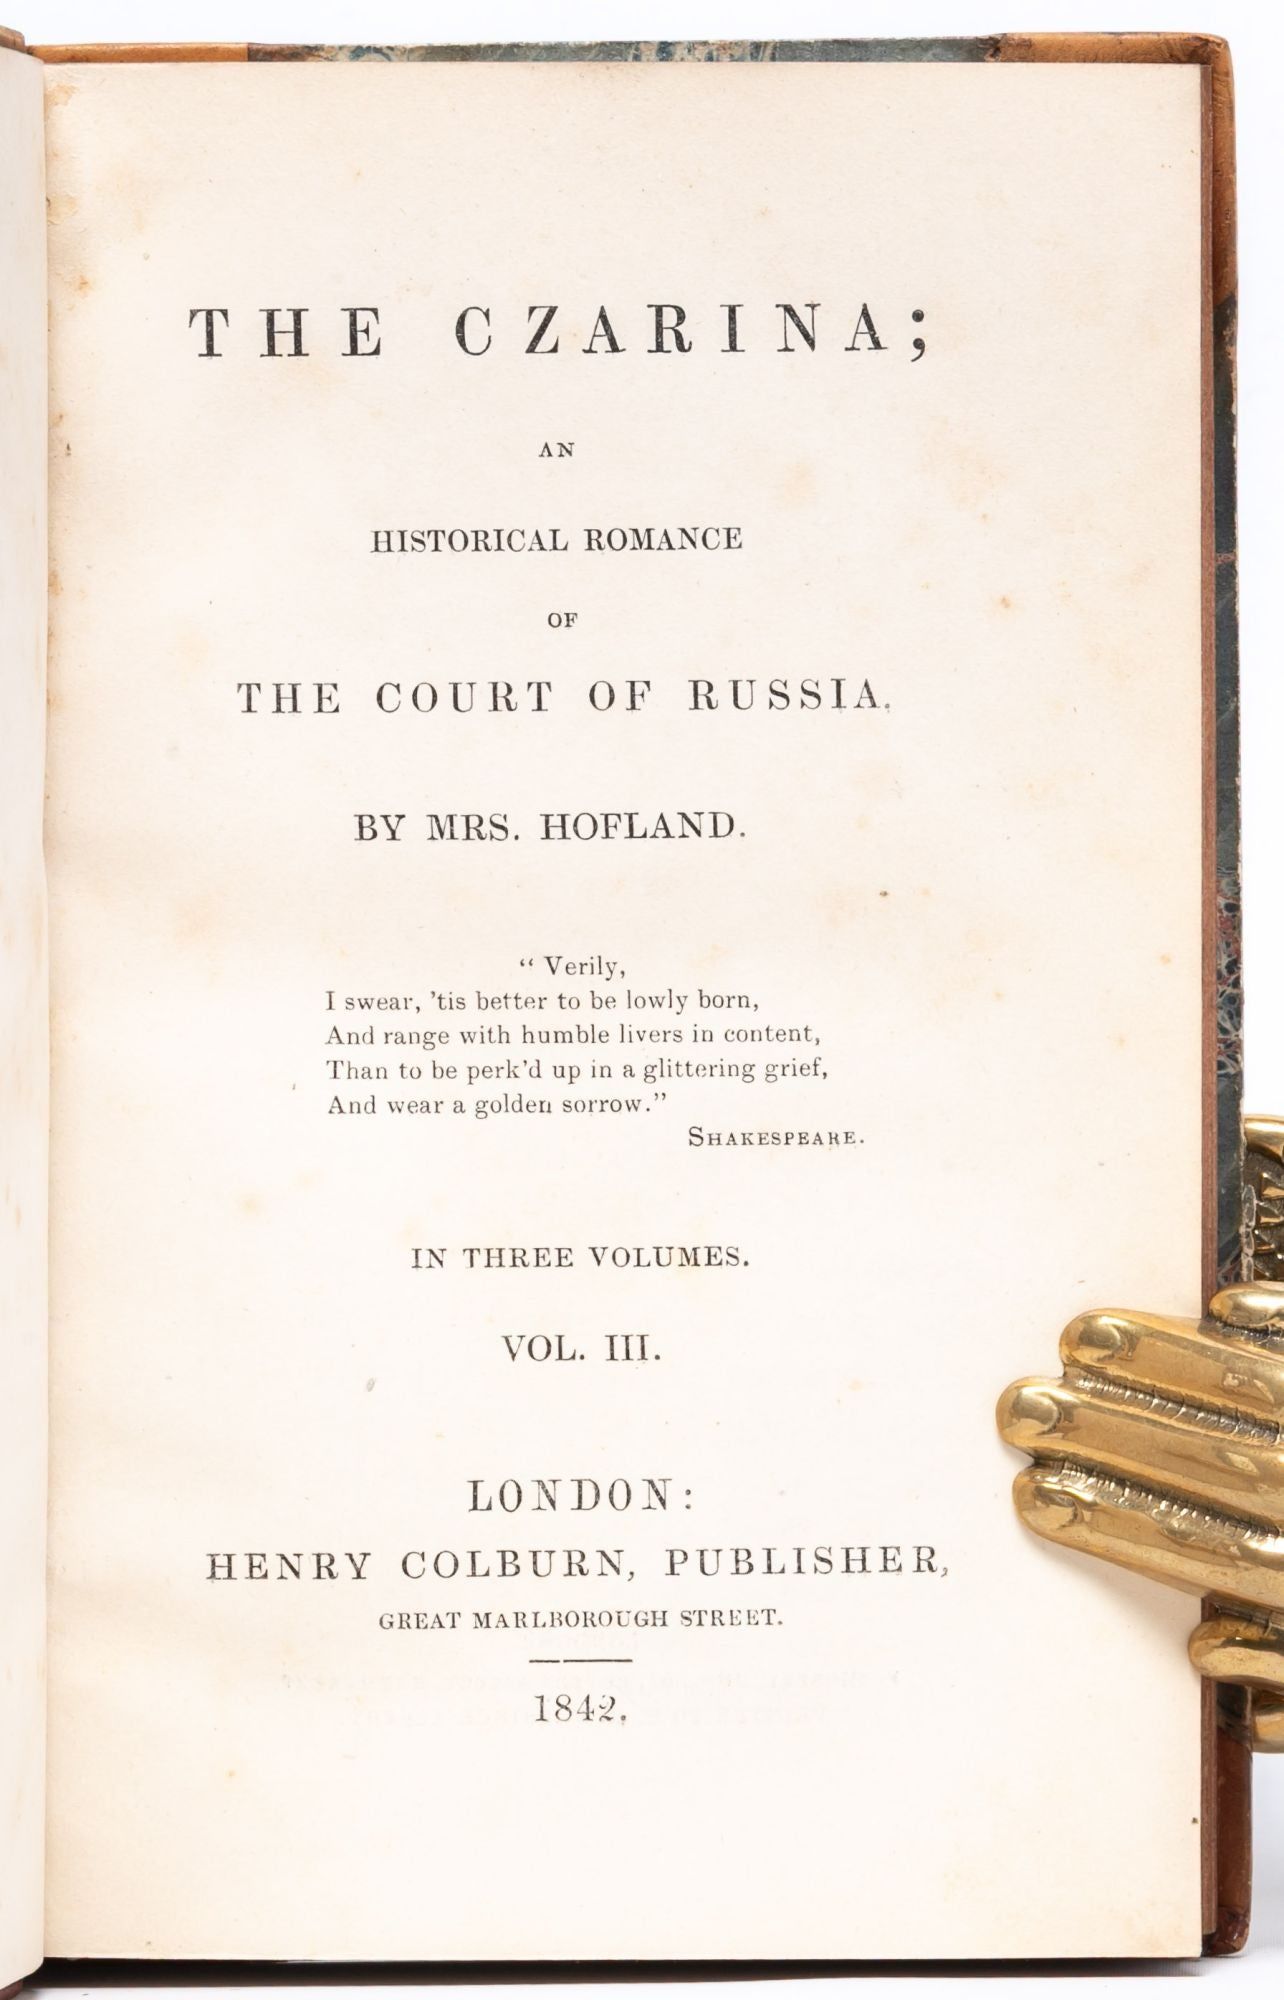 THE CZARINA;
AN
HISTORICAL ROMANCE
OF
THE COURT OF RUSSIA.
BY MRS. HOFLAND.
“ Verily,
I swear, ’tis better to be lowly born,
And range with humble livers in content,
Than to be perk’d up in a glittering grief,
And wear a golden sorrow.”
SHAKESPEARE.
IN THREE VOLUMES.
VOL. III.
LONDON:
HENRY COLBURN, PUBLISHER,
GREAT MARLBOROUGH STREET.
1842.